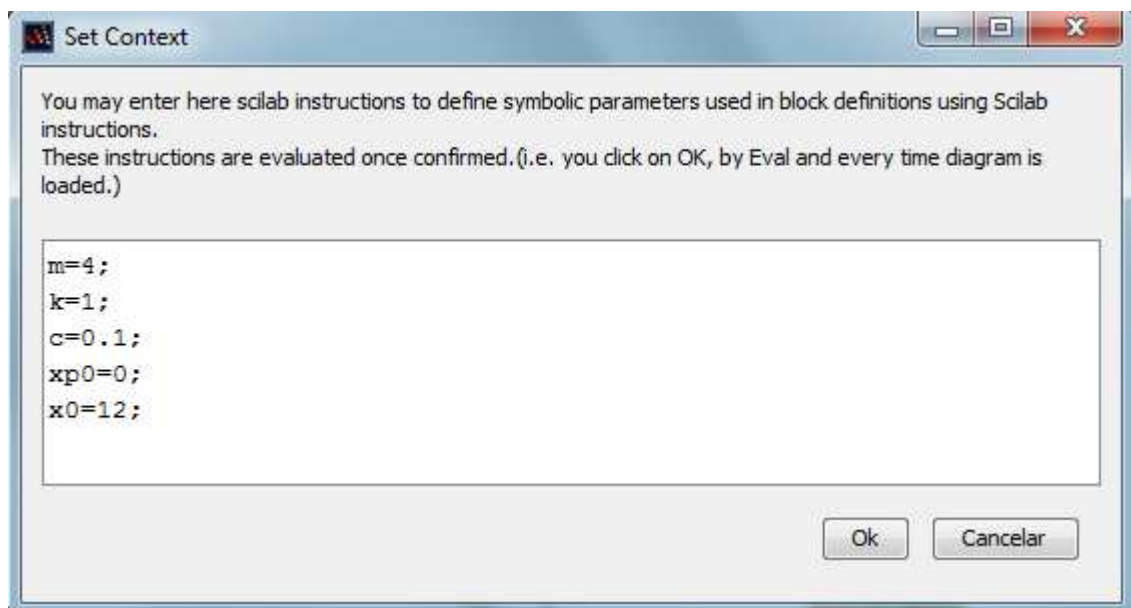 Set Context
You may enter here scilab instructions to define symbolic parameters used in block definitions using Scilab
instructions.
These instructions are evaluated once confirmed.(i.e. you click on OK, by Eval and every time diagram is
loaded.)
m=4;
k=1;
c=0.1;
xp0=0;
x0=12;
Ok Cancelar